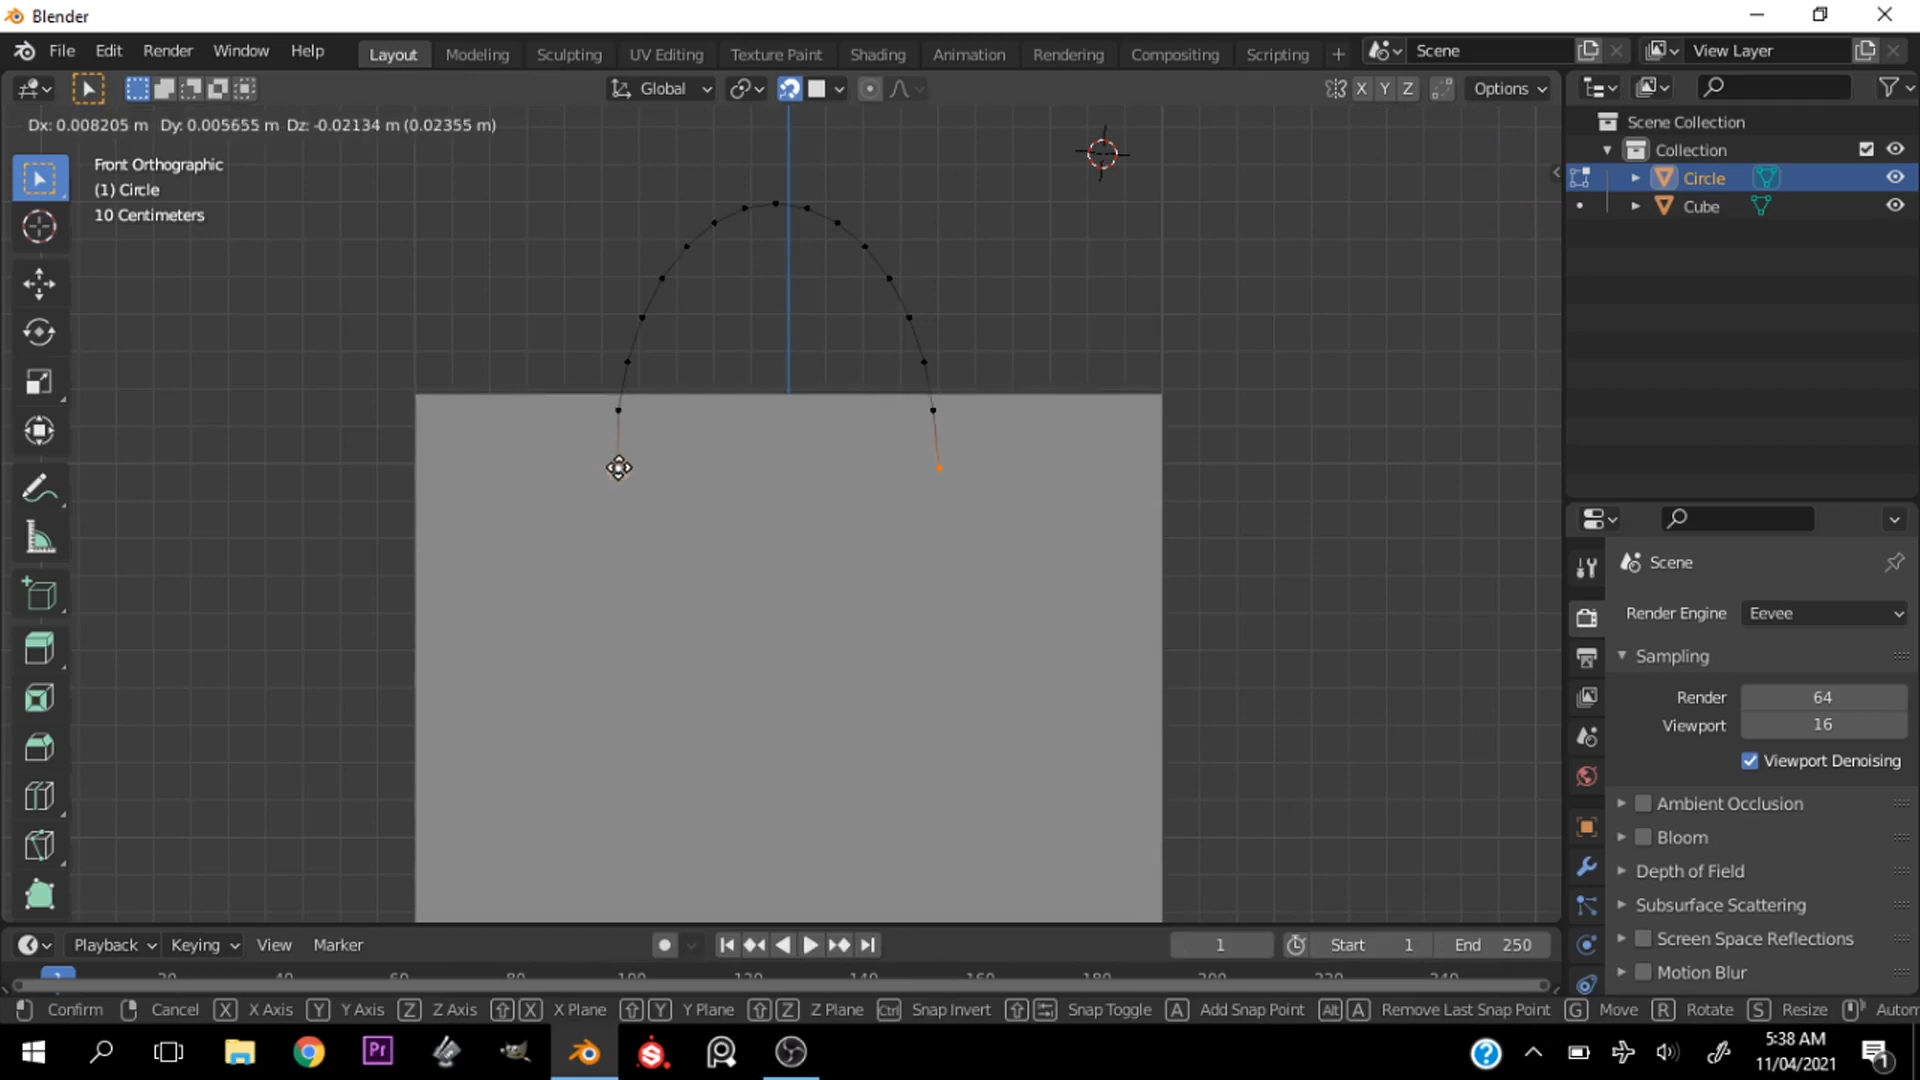 Blender
File Edit Render Window Help Layout Modeling Sculpting UV Editing Texture Paint Shading Animation Rendering Compositing Scripting + Scene View Layer
Global X Y Z Options
Dx: 0.008205 m Dy: 0.005655 m Dz: -0.02134 m (0.02355 m)
Front Orthographic
(1) Circle
10 Centimeters
Scene Collection
Collection
Circle
Cube
Scene
Render Engine Eevee
Sampling
Render 64
Viewport 16
Viewport Denoising
Ambient Occlusion
Bloom
Depth of Field
Subsurface Scattering
Screen Space Reflections
Motion Blur
Playback Keying View Marker 1 Start 1 End 250
Confirm Cancel X X Axis Y Y Axis Z Z Axis X X Plane Y Y Plane Z Z Plane Ctrl Snap Invert Snap Toggle A Add Snap Point Alt A Remove Last Snap Point G Move R Rotate S Resize Autom
Pr
5:38 AM
11/04/2021
1